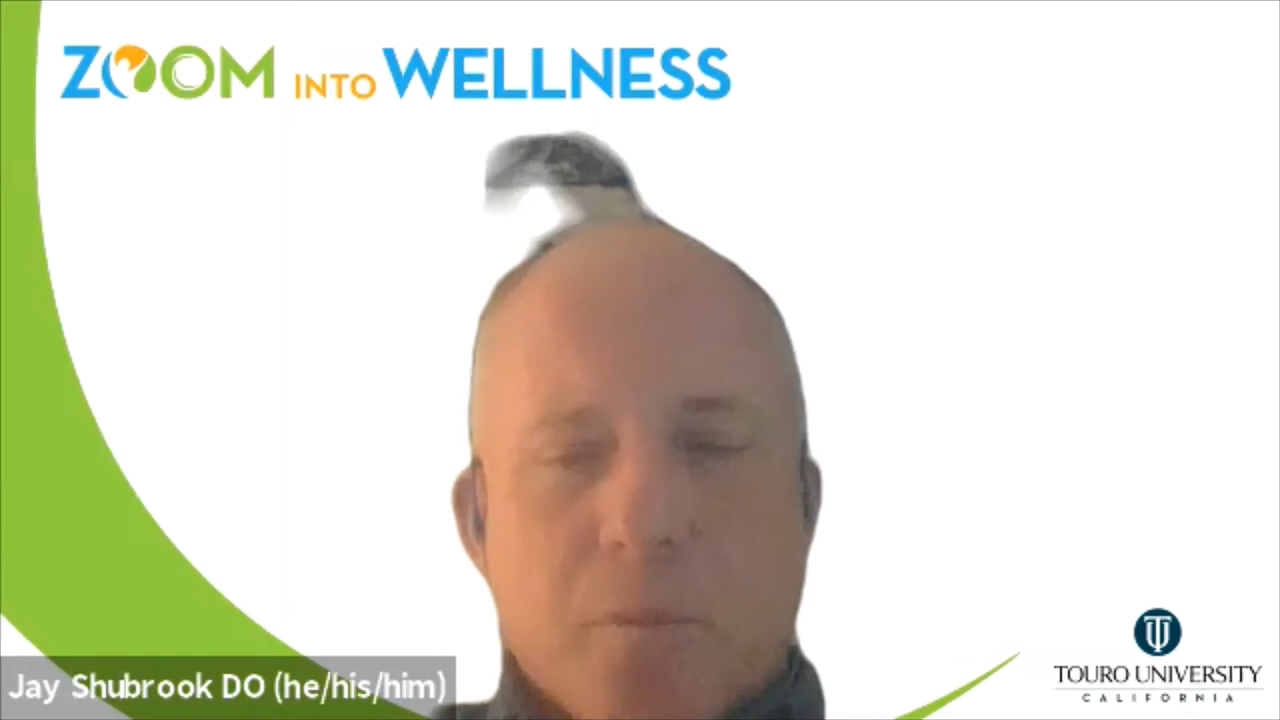 ZOOM INTO WELLNESS
Jay Shubrook DO (he/his/him)
TOURO UNIVERSITY
CALIFORNIA